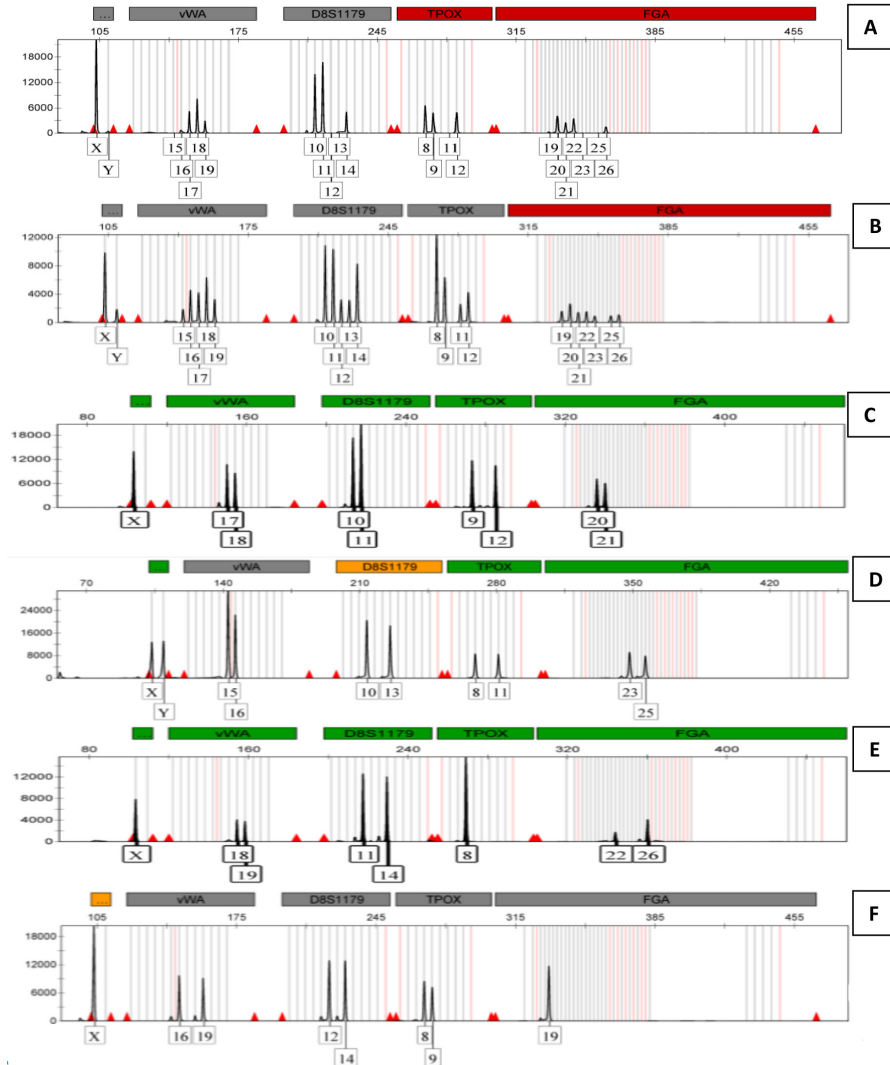 ... vWA D8S1179 TPOX FGA A
105 175 245 315 385 455
18000
12000
6000
0
X 15 18 10 13 8 11 19 22 25
Y 16 19 11 14 9 12 20 23 26
17 12 21
... vWA D8S1179 TPOX FGA B
105 175 245 315 385 455
12000
8000
4000
0
X 15 18 10 13 8 11 19 22 25
Y 16 19 11 14 9 12 20 23 26
17 12 21
... vWA D8S1179 TPOX FGA C
80 160 240 320 400
18000
12000
6000
0
X 17 10 9 20
18 11 12 21
... vWA D8S1179 TPOX FGA D
70 140 210 280 350 420
24000
16000
8000
0
X 15 10 13 8 11 23
Y 16 25
... vWA D8S1179 TPOX FGA E
80 160 240 320 400
12000
8000
4000
0
X 18 11 8 22 26
19 14
... vWA D8S1179 TPOX FGA F
105 175 245 315 385 455
18000
12000
6000
0
X 16 19 12 8 19
14 9